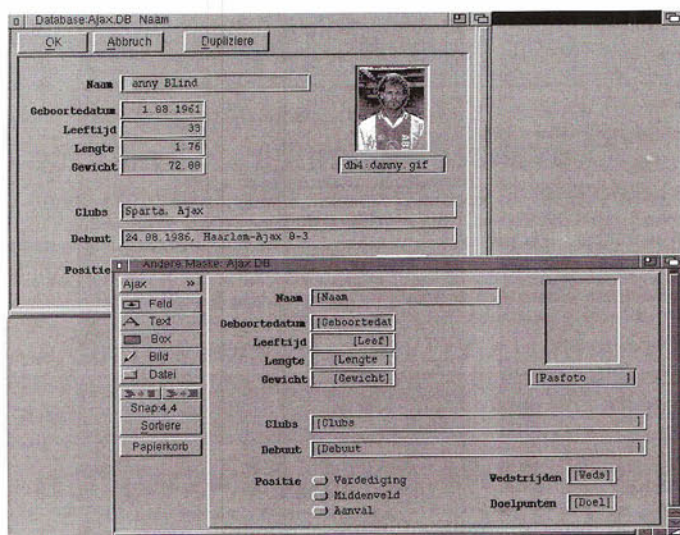 Database:Ajax.DB Naam
OK Abbruch Dupliziere
Naam anny Blind
Geboortedatum 1.08.1961
Leeftijd 33
Lengte 1.76
Gewicht 72.00
db4:danny.gif
Clubs Sparta, Ajax
Debuut 24.08.1986, Haarlem-Ajax 0-3
Positie
Andere Maste: Ajax.DB
Ajax »
Feld
Text
Box
Bild
Datei
Snap:4,4
Sortiere
Papierkorb
Naam [Naam
Geboortedatum [Geboortedat
Leeftijd [Leef]
Lengte [Lengte ]
Gewicht [Gewicht]
[Pasfoto ]
Clubs [Clubs ]
Debuut [Debuut ]
Positie Verdediging
Middenveld
Aanval
Wedstrijden [Weds]
Doelpunten [Doel]